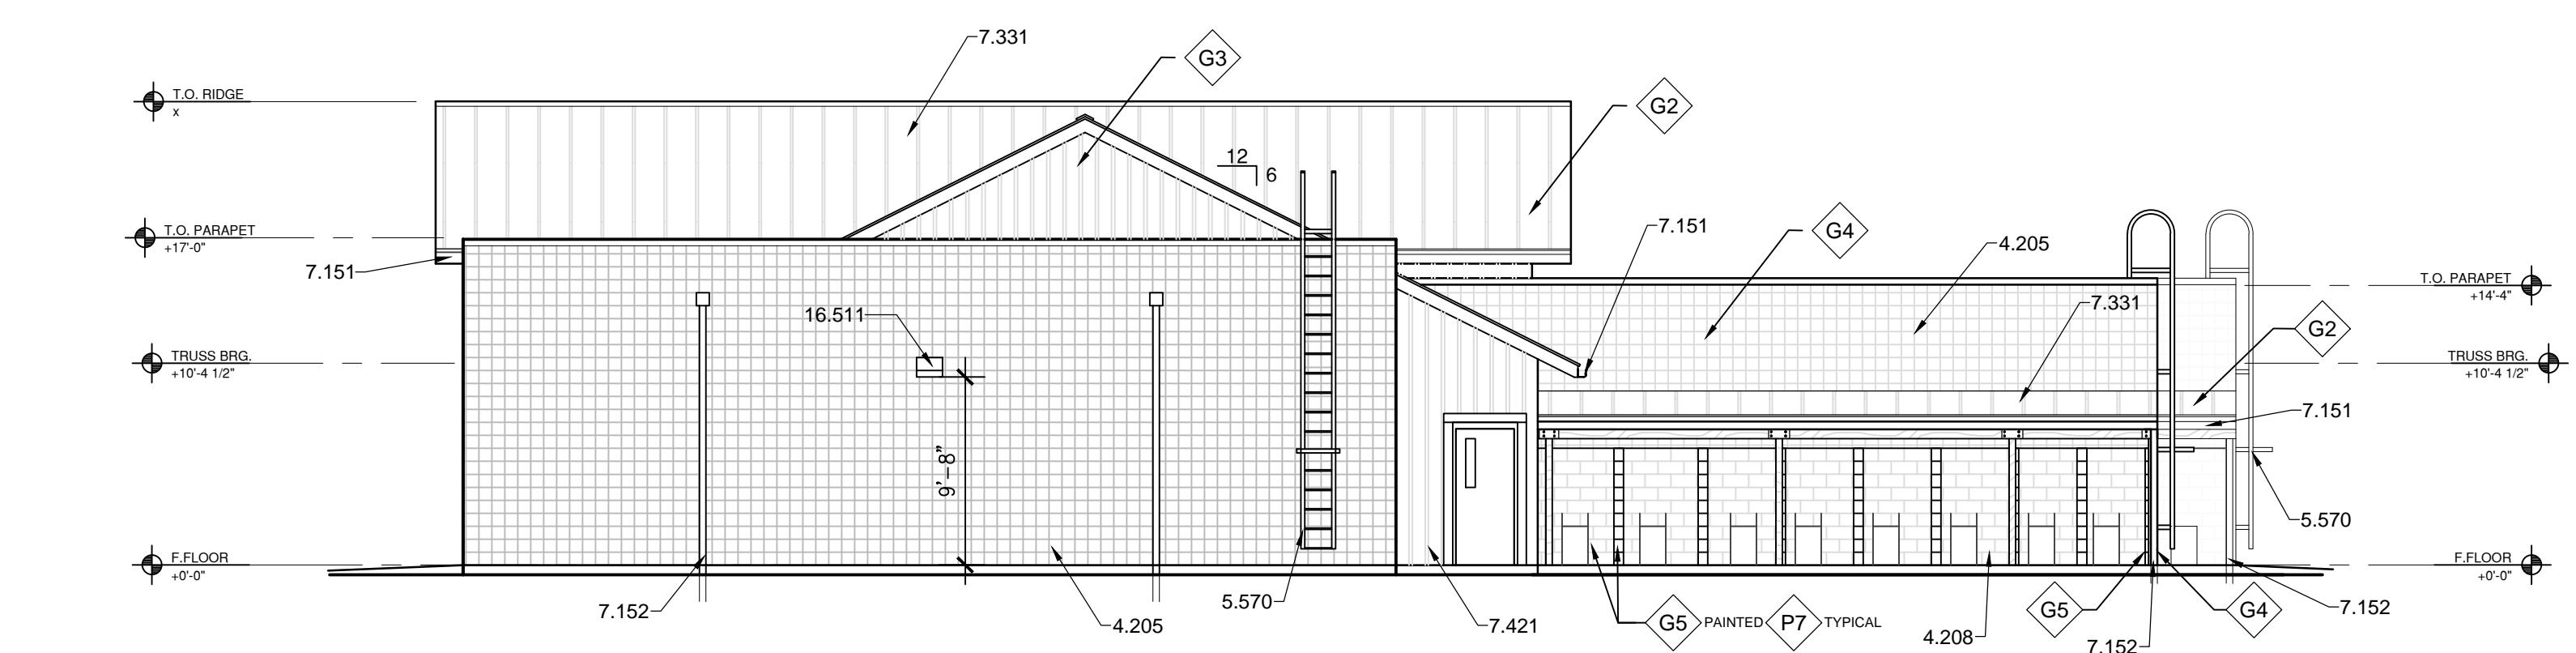 7.331
G3
T.O. RIDGE
x
G2
12
6
T.O. PARAPET
+17'-0"
7.151
7.151
G4
4.205
T.O. PARAPET
+14'-4"
7.331
G2
16.511
TRUSS BRG.
+10'-4 1/2"
TRUSS BRG.
+10'-4 1/2"
7.151
9'-8"
5.570
F.FLOOR
+0'-0"
F.FLOOR
+0'-0"
7.152
4.205
5.570
7.421
G5 PAINTED P7 TYPICAL
4.208
G5
7.152
G4
7.152